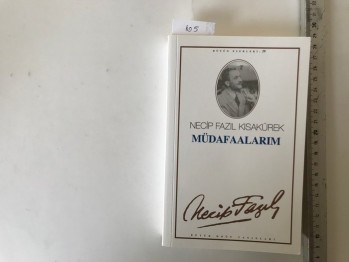 605
NECİP FAZIL KISAKÜREK
MÜDAFAALARIM
Necip Fazıl